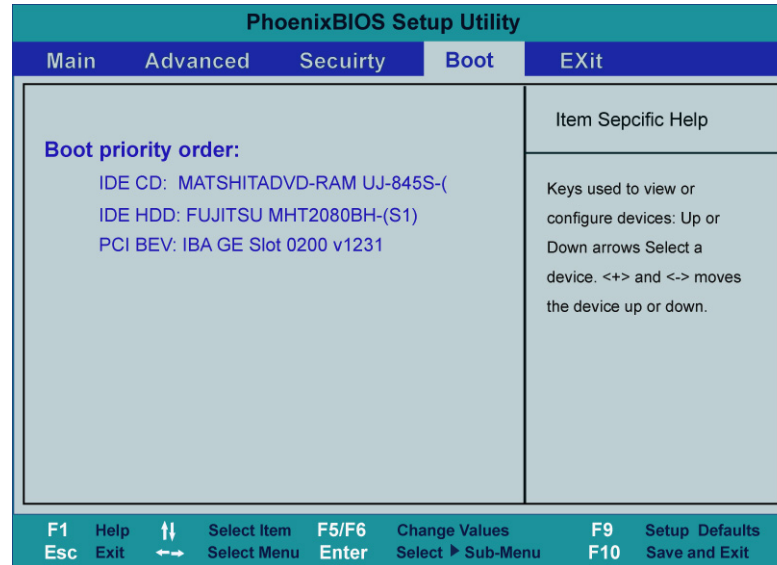 PhoenixBIOS Setup Utility
Main Advanced Secuirty Boot EXit
Boot priority order:
IDE CD: MATSHITADVD-RAM UJ-845S-(
IDE HDD: FUJITSU MHT2080BH-(S1)
PCI BEV: IBA GE Slot 0200 v1231
Item Sepcific Help
Keys used to view or
configure devices: Up or
Down arrows Select a
device. <+> and <-> moves
the device up or down.
F1 Help Select Item F5/F6 Change Values F9 Setup Defaults
Esc Exit Select Menu Enter Select Sub-Menu F10 Save and Exit